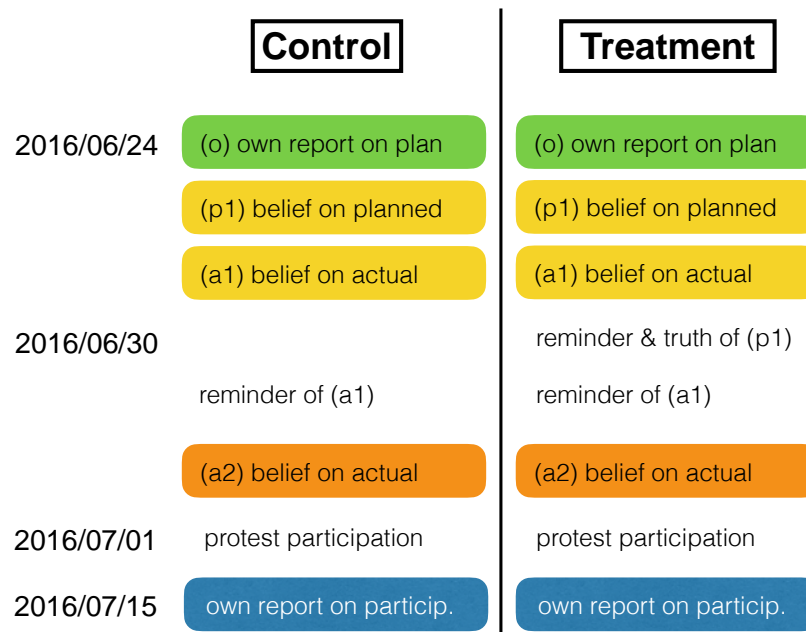 Control Treatment
2016/06/24 (o) own report on plan (o) own report on plan
(p1) belief on planned (p1) belief on planned
(a1) belief on actual (a1) belief on actual
2016/06/30 reminder & truth of (p1)
reminder of (a1) reminder of (a1)
(a2) belief on actual (a2) belief on actual
2016/07/01 protest participation protest participation
2016/07/15 own report on particip. own report on particip.